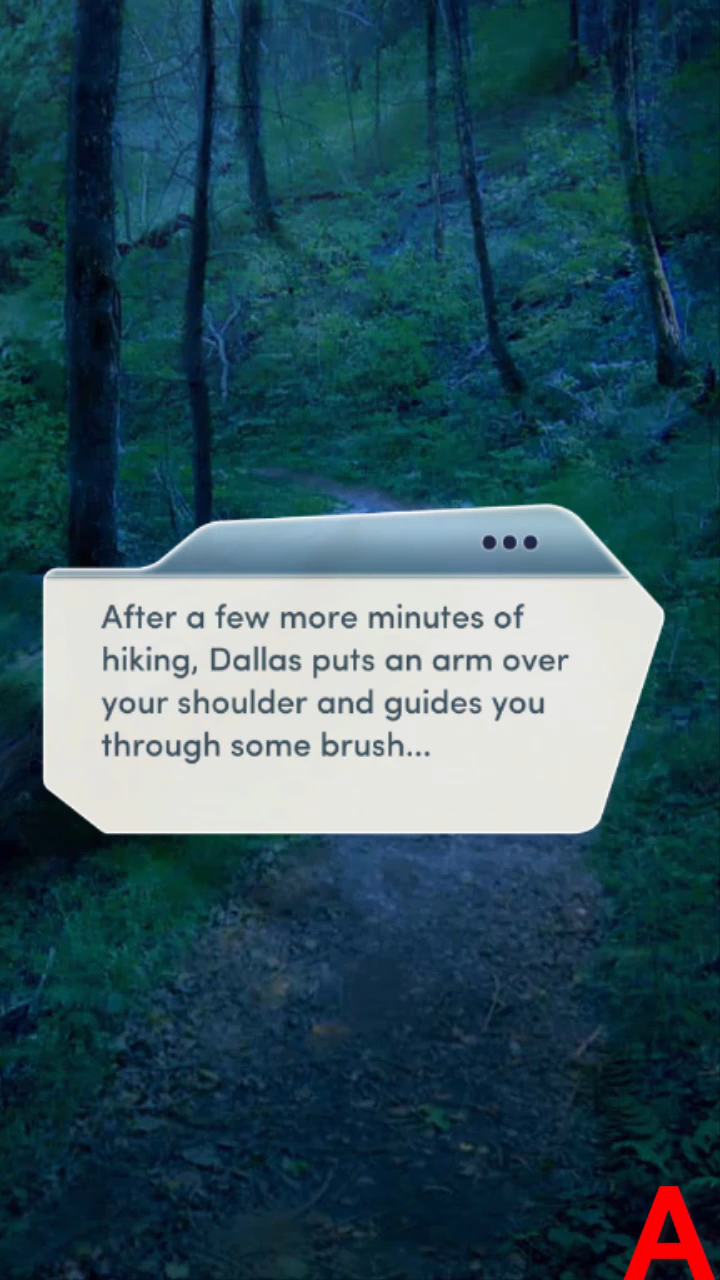 After a few more minutes of
hiking, Dallas puts an arm over
your shoulder and guides you
through some brush...
A